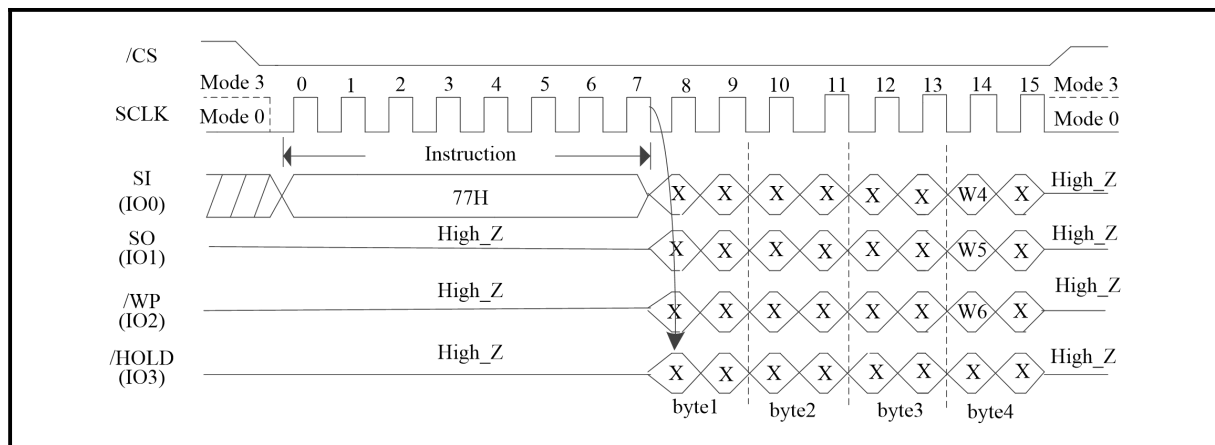 /CS
Mode 3 0 1 2 3 4 5 6 7 8 9 10 11 12 13 14 15 Mode 3
SCLK Mode 0 Mode 0
Instruction
SI
(IO0) 77H X X X X X X W4 X High_Z
SO
(IO1) High_Z X X X X X X W5 X High_Z
/WP
(IO2) High_Z X X X X X X W6 X High_Z
/HOLD
(IO3) High_Z X X X X X X X X High_Z
byte1 byte2 byte3 byte4